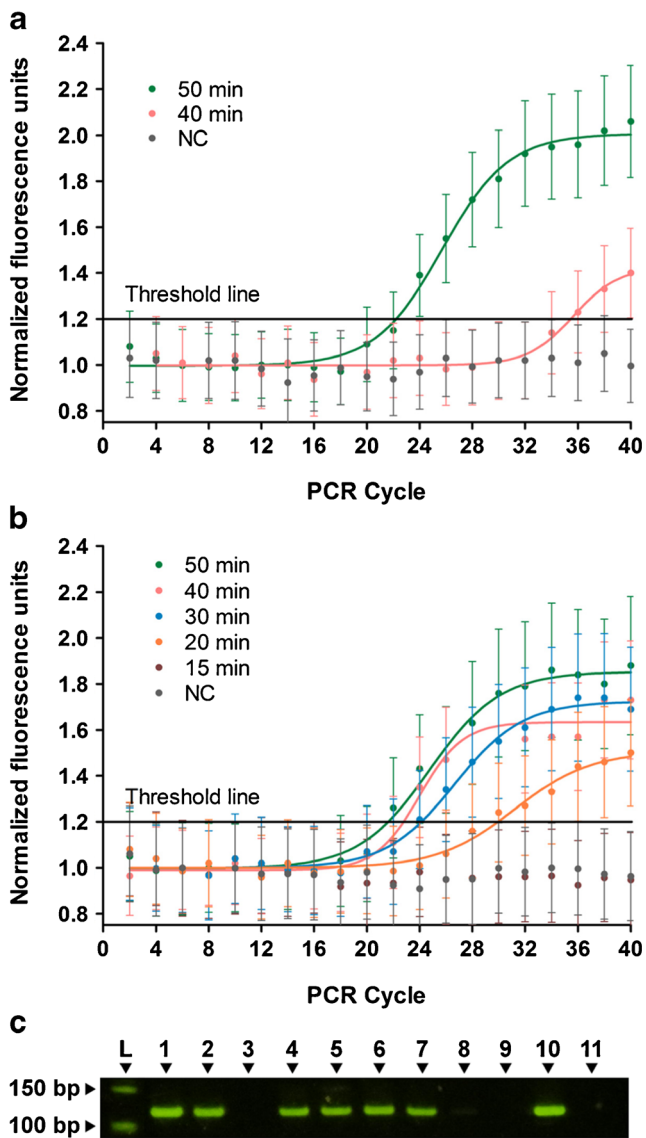 a
Normalized fluorescence units
2.4
2.2
2.0
1.8
1.6
1.4
1.2
1.0
0.8
50 min
40 min
NC
Threshold line
0 4 8 12 16 20 24 28 32 36 40
PCR Cycle
b
Normalized fluorescence units
2.4
2.2
2.0
1.8
1.6
1.4
1.2
1.0
0.8
50 min
40 min
30 min
20 min
15 min
NC
Threshold line
0 4 8 12 16 20 24 28 32 36 40
PCR Cycle
c
L 1 2 3 4 5 6 7 8 9 10 11
150 bp
100 bp